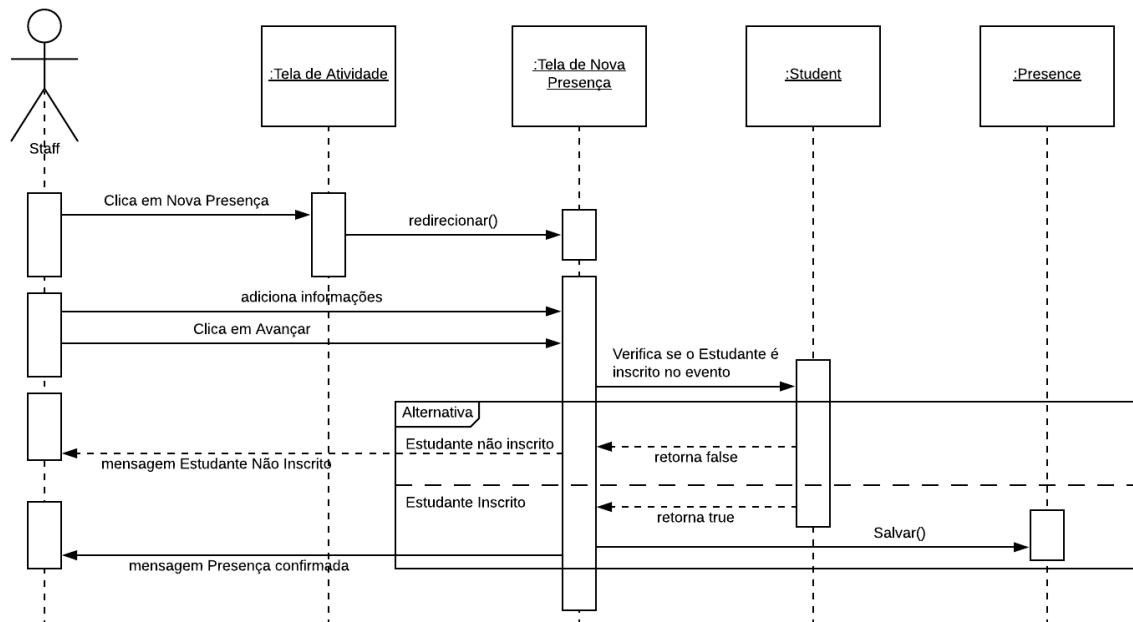 :Tela de Atividade
:Tela de Nova
Presença
:Student
:Presence
Staff
Clica em Nova Presença
redirecionar()
adiciona informações
Clica em Avançar
Verifica se o Estudante é
inscrito no evento
Alternativa
Estudante não inscrito
retorna false
mensagem Estudante Não Inscrito
Estudante Inscrito
retorna true
Salvar()
mensagem Presença confirmada